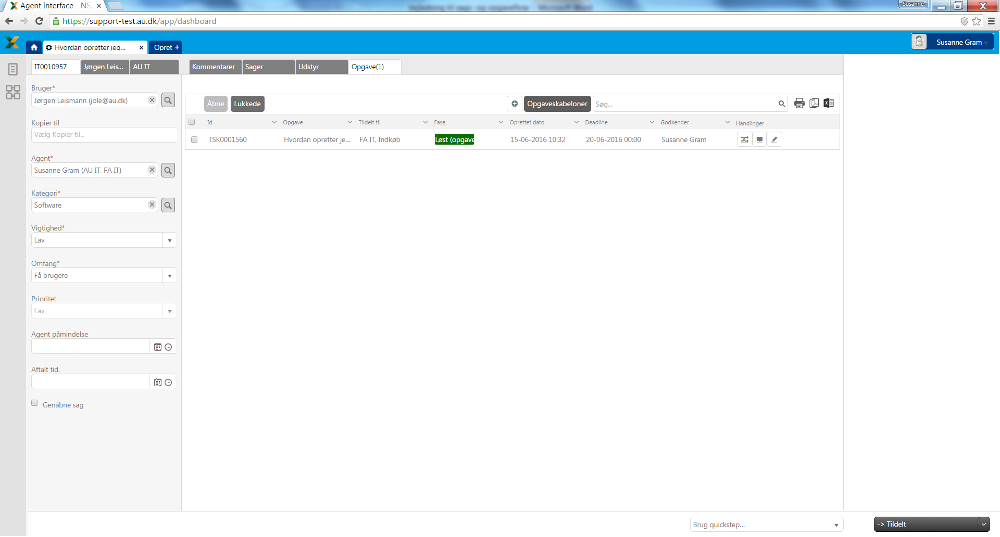 Agent Interface - NS
Susanne
https://support-test.au.dk/app/dashboard
Hvordan opretter jeg...
Opret +
Susanne Gram
IT0010957
Jørgen Leis...
AU IT
Kommentarer
Sager
Udstyr
Opgave(1)
Bruger*
Jørgen Leismann (jole@au.dk)
Kopier til
Vælg Kopier til...
Agent*
Susanne Gram (AU IT, FA IT)
Kategori*
Software
Vigtighed*
Lav
Omfang*
Få brugere
Prioritet
Lav
Agent påmindelse
Aftalt tid.
Genåbne sag
Åbne
Lukkede
Opgaveskabeloner
Søg...
Id
Opgave
Tildelt til
Fase
Oprettet dato
Deadline
Godkender
Handlinger
TSK0001560
Hvordan opretter je...
FA IT, Indkøb
Løst (opgave
15-06-2016 10:32
20-06-2016 00:00
Susanne Gram
Brug quickstep...
-> Tildelt